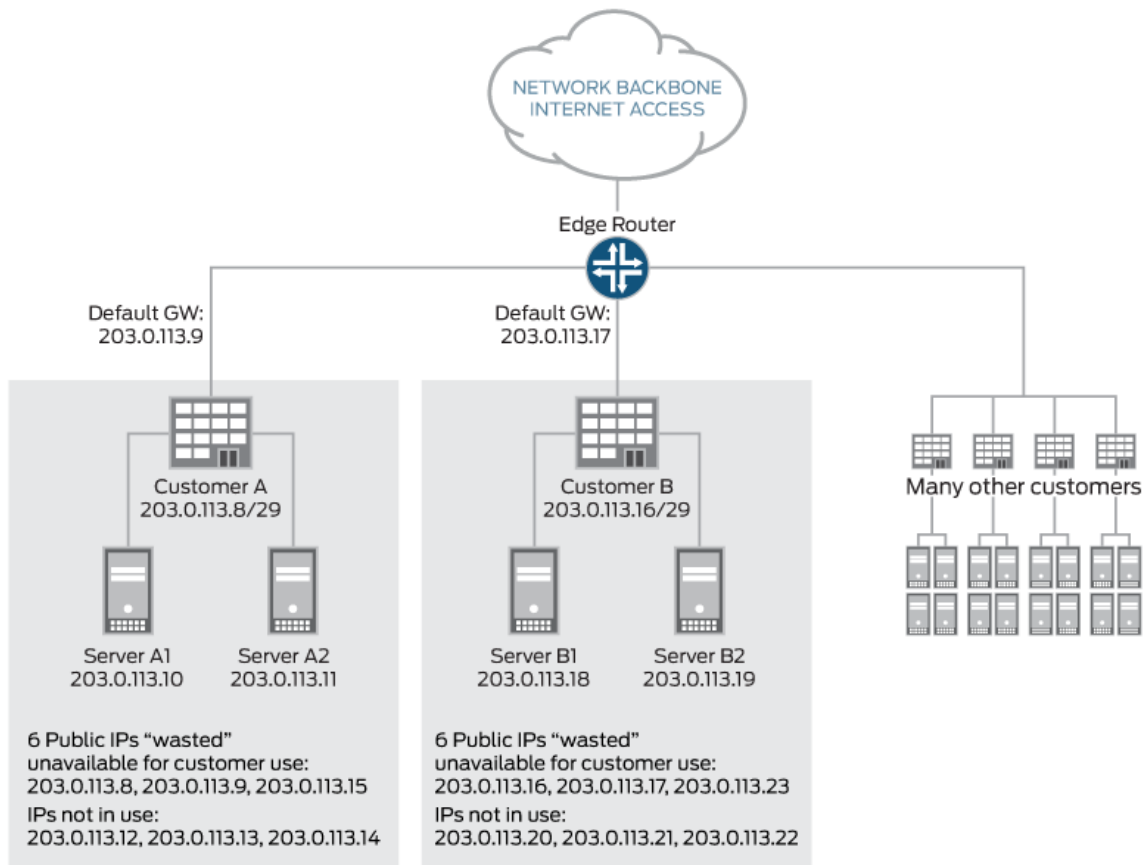 NETWORK BACKBONE
INTERNET ACCESS
Edge Router
Default GW:
203.0.113.9
Default GW:
203.0.113.17
Customer A
203.0.113.8/29
Customer B
203.0.113.16/29
Many other customers
Server A1
203.0.113.10
Server A2
203.0.113.11
Server B1
203.0.113.18
Server B2
203.0.113.19
6 Public IPs “wasted”
unavailable for customer use:
203.0.113.8, 203.0.113.9, 203.0.113.15
IPs not in use:
203.0.113.12, 203.0.113.13, 203.0.113.14
6 Public IPs “wasted”
unavailable for customer use:
203.0.113.16, 203.0.113.17, 203.0.113.23
IPs not in use:
203.0.113.20, 203.0.113.21, 203.0.113.22